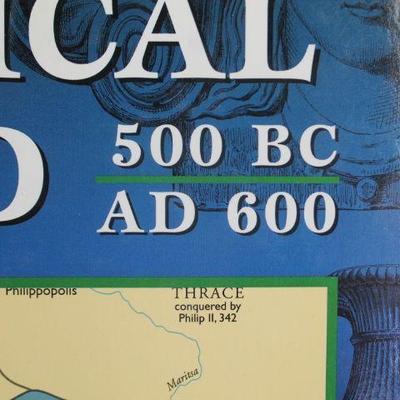 ICAL
D
500 BC
AD 600
Philippopolis
THRACE
conquered by
Philip II, 342
Maritsa